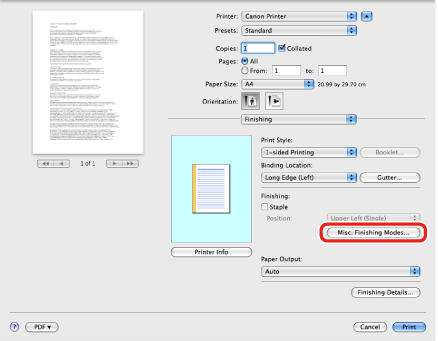 Printer: Canon Printer
Presets: Standard
Copies: 1 Collated
Pages: All
From: 1 to: 1
Paper Size: A4 20.99 by 29.70 cm
Orientation:
Finishing
Print Style:
1-sided Printing Booklet...
Binding Location:
Long Edge (Left) Gutter...
Finishing:
Staple
Position: Upper Left (Single)
Misc. Finishing Modes...
Paper Output:
Auto
Finishing Details...
1 of 1
Printer Info
? PDF Cancel Print